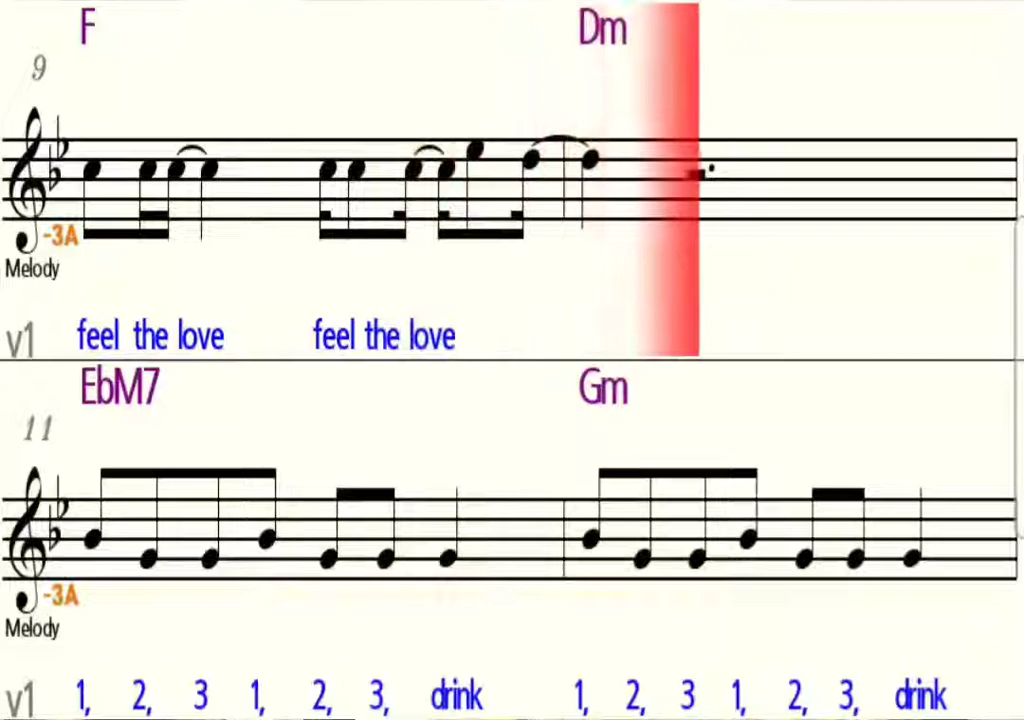 F Dm
9
-3A
Melody
v1 feel the love feel the love
EbM7 Gm
11
-3A
Melody
v1 1, 2, 3 1, 2, 3, drink 1, 2, 3 1, 2, 3, drink